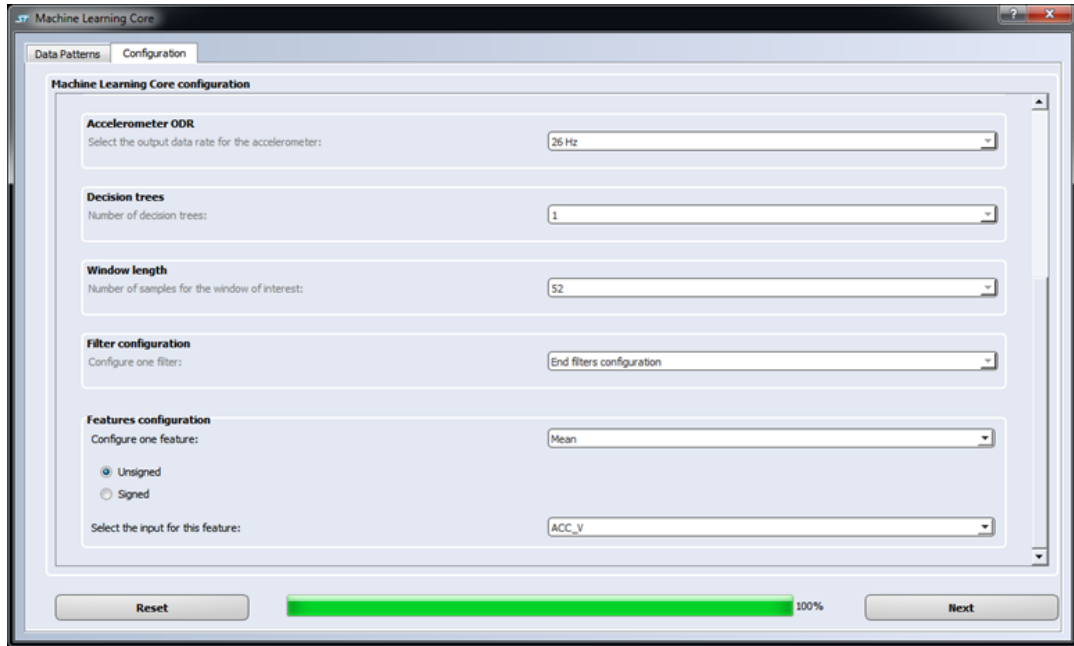 ST Machine Learning Core
Data Patterns Configuration
Machine Learning Core configuration
Accelerometer ODR
Select the output data rate for the accelerometer: 26 Hz
Decision trees
Number of decision trees: 1
Window length
Number of samples for the window of interest: 52
Filter configuration
Configure one filter: End filters configuration
Features configuration
Configure one feature: Mean
Unsigned
Signed
Select the input for this feature: ACC_V
Reset 100% Next